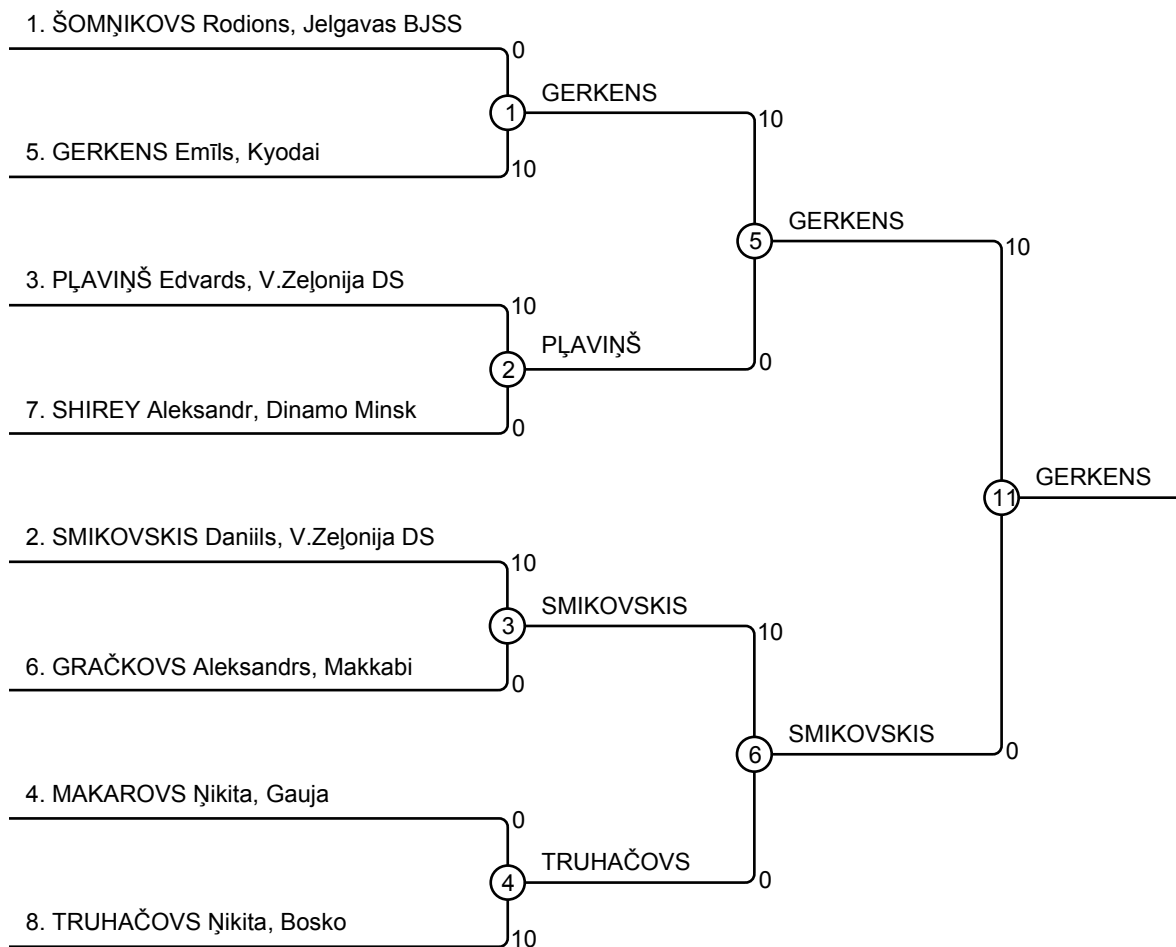 1. ŠOMŅIKOVS Rodions, Jelgavas BJSS
0
GERKENS
1
10
5. GERKENS Emīls, Kyodai
10
GERKENS
5
10
3. PĻAVIŅŠ Edvards, V.Zeļonija DS
10
PĻAVIŅŠ
2
0
7. SHIREY Aleksandr, Dinamo Minsk
0
GERKENS
11
2. SMIKOVSKIS Daniils, V.Zeļonija DS
10
SMIKOVSKIS
3
10
6. GRAČKOVS Aleksandrs, Makkabi
0
SMIKOVSKIS
6
0
4. MAKAROVS Ņikita, Gauja
0
TRUHAČOVS
4
0
8. TRUHAČOVS Ņikita, Bosko
10